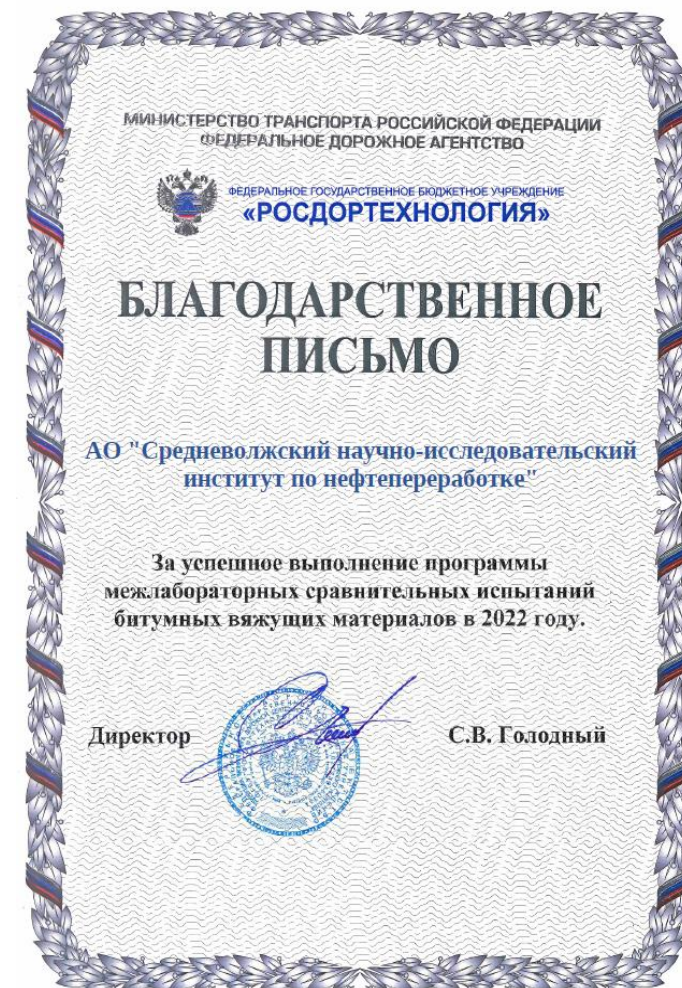 МИНИСТЕРСТВО ТРАНСПОРТА РОССИЙСКОЙ ФЕДЕРАЦИИ
ФЕДЕРАЛЬНОЕ ДОРОЖНОЕ АГЕНТСТВО
ФЕДЕРАЛЬНОЕ ГОСУДАРСТВЕННОЕ БЮДЖЕТНОЕ УЧРЕЖДЕНИЕ
«РОСДОРТЕХНОЛОГИЯ»
БЛАГОДАРСТВЕННОЕ
ПИСЬМО
АО "Средневолжский научно-исследовательский
институт по нефтепереработке"
За успешное выполнение программы
межлабораторных сравнительных испытаний
битумных вяжущих материалов в 2022 году.
Директор С.В. Голодный